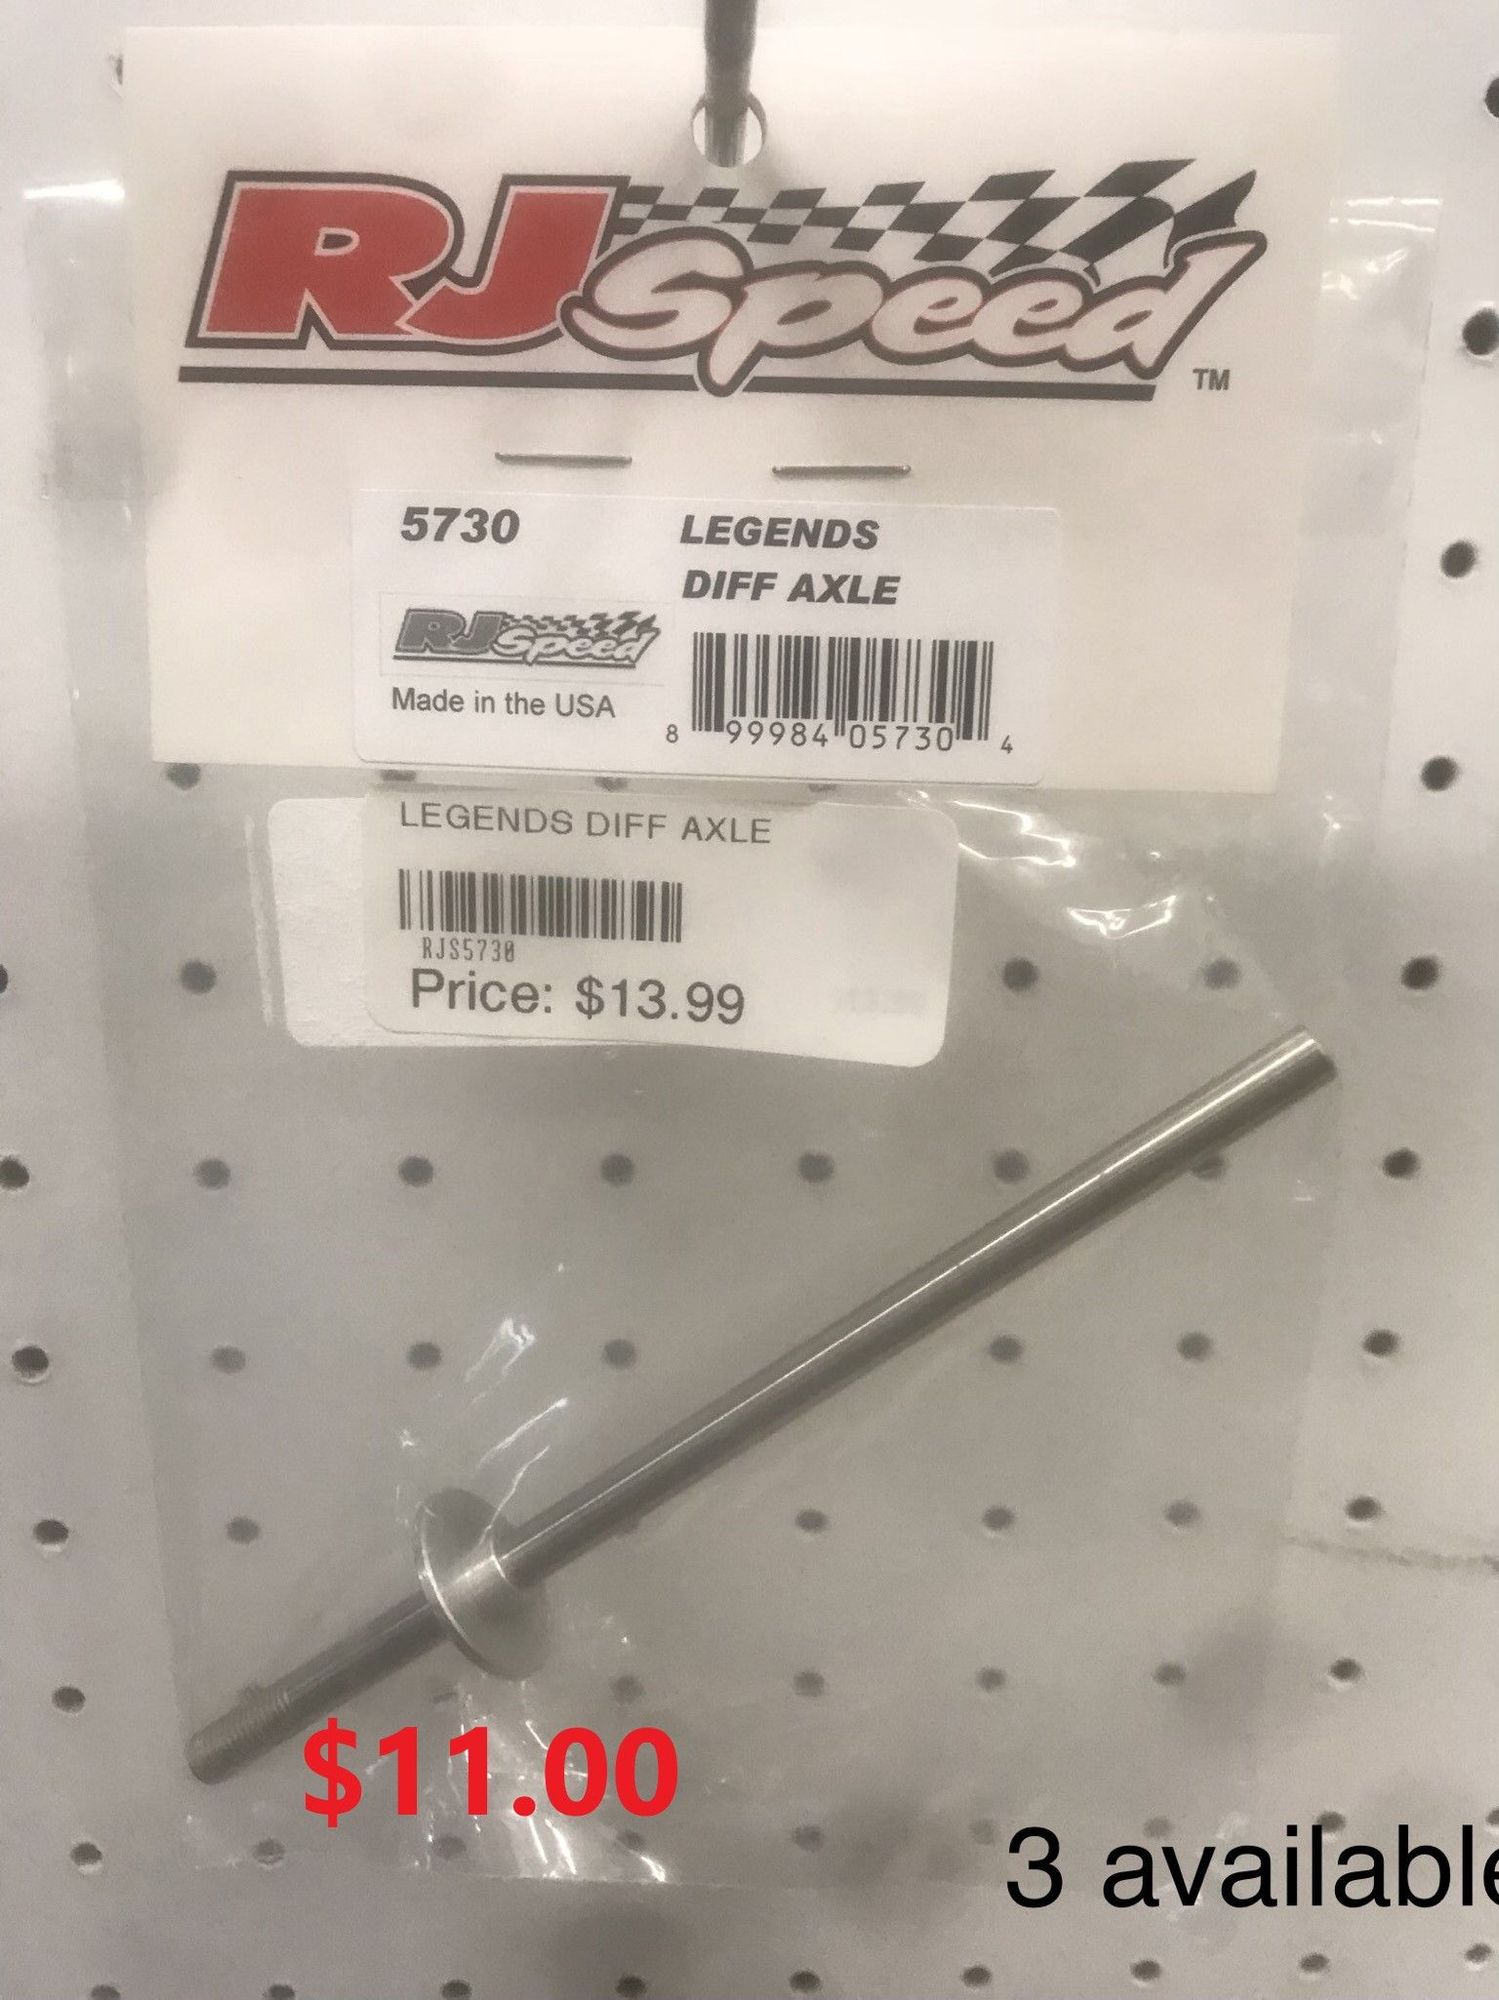 RJ Speed
TM
5730
LEGENDS
DIFF AXLE
RJ Speed
Made in the USA
8 99984 05730 4
LEGENDS DIFF AXLE
RJS5730
Price: $13.99
$11.00
3 available